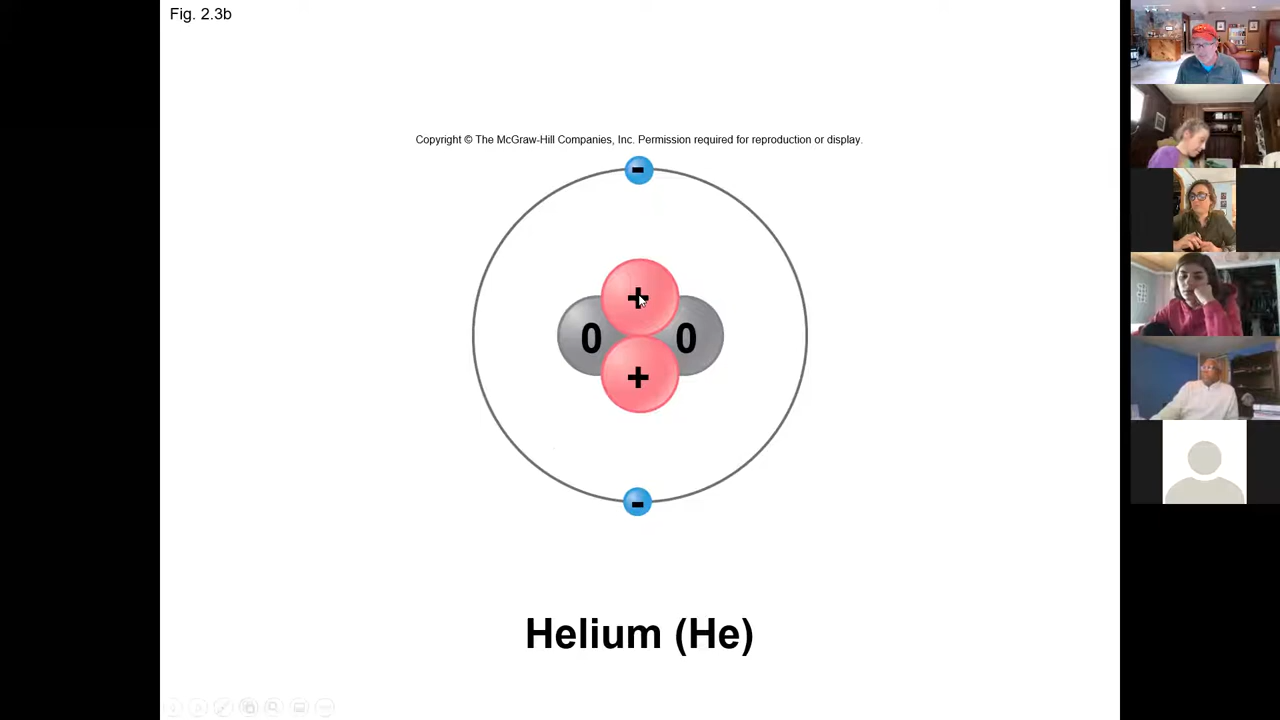 Fig. 2.3b
Copyright © The McGraw-Hill Companies, Inc. Permission required for reproduction or display.
-
+
0 0
+
-
Helium (He)